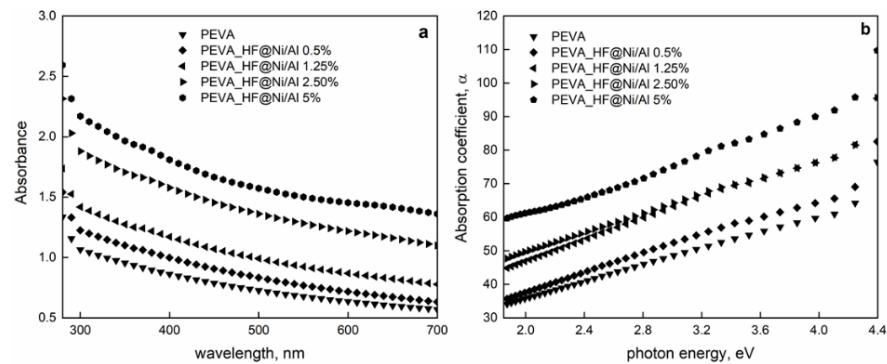 a
PEVA
PEVA_HF@Ni/Al 0.5%
PEVA_HF@Ni/Al 1.25%
PEVA_HF@Ni/Al 2.50%
PEVA_HF@Ni/Al 5%
Absorbance
3.0
2.5
2.0
1.5
1.0
0.5
300 400 500 600 700
wavelength, nm
b
PEVA
PEVA_HF@Ni/Al 0.5%
PEVA_HF@Ni/Al 1.25%
PEVA_HF@Ni/Al 2.50%
PEVA_HF@Ni/Al 5%
Absorption coefficient, α
120
110
100
90
80
70
60
50
40
30
2.0 2.4 2.8 3.2 3.6 4.0 4.4
photon energy, eV